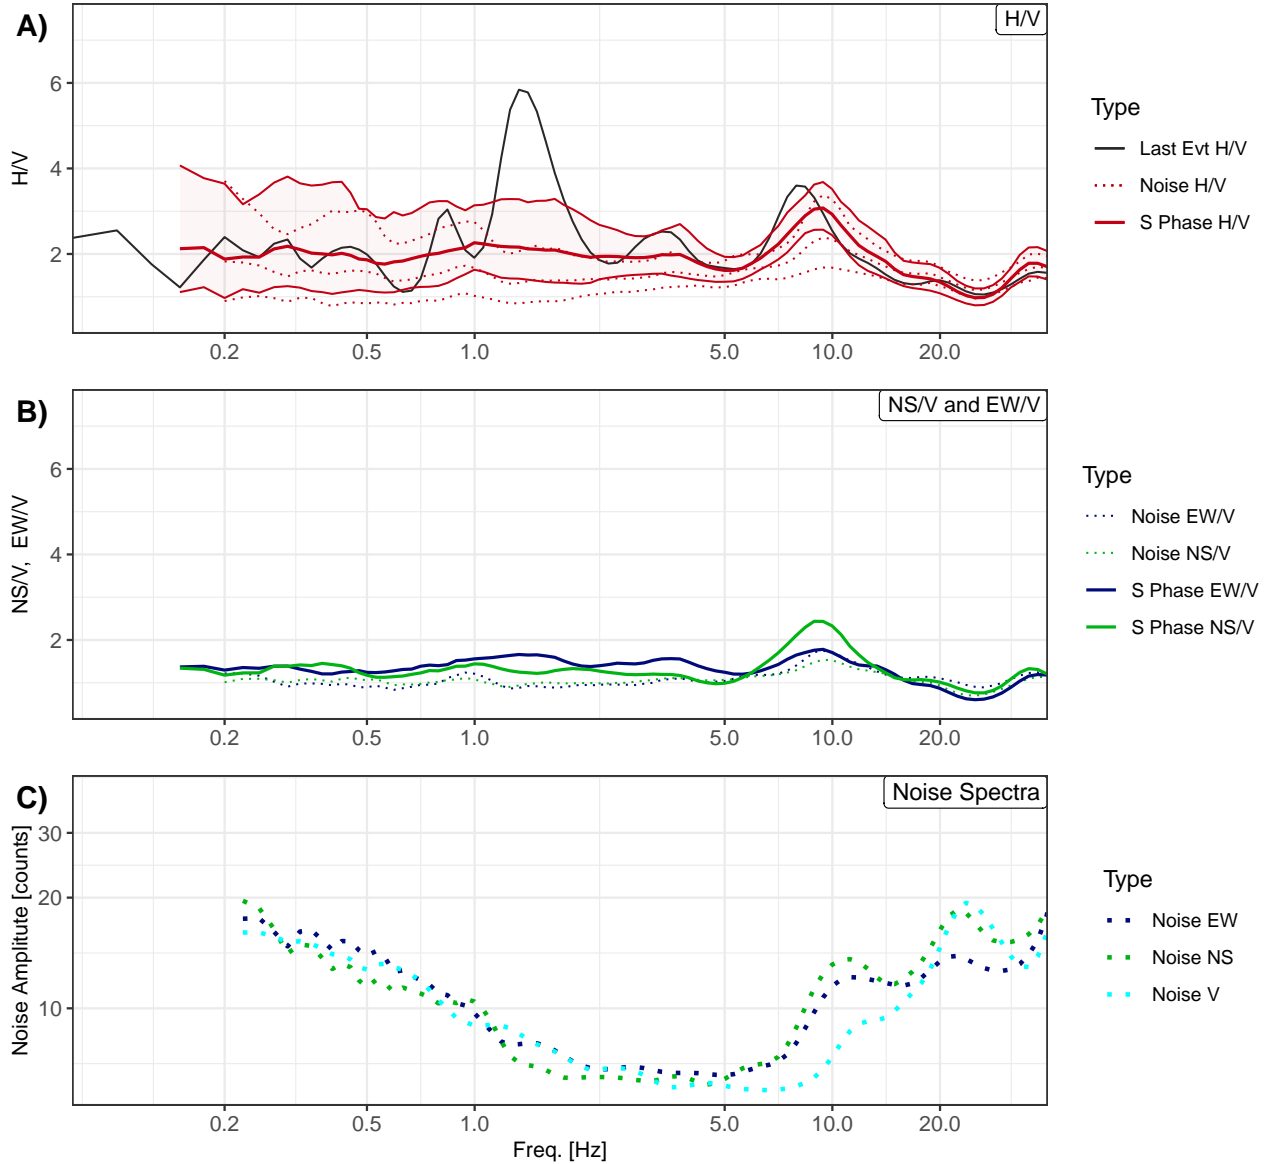 A)
H/V
H/V
6
4
2
0.2 0.5 1.0 5.0 10.0 20.0
Type
Last Evt H/V
Noise H/V
S Phase H/V
B)
NS/V and EW/V
NS/V, EW/V
6
4
2
0.2 0.5 1.0 5.0 10.0 20.0
Type
Noise EW/V
Noise NS/V
S Phase EW/V
S Phase NS/V
C)
Noise Spectra
Noise Amplitude [counts]
30
20
10
0.2 0.5 1.0 5.0 10.0 20.0
Freq. [Hz]
Type
Noise EW
Noise NS
Noise V